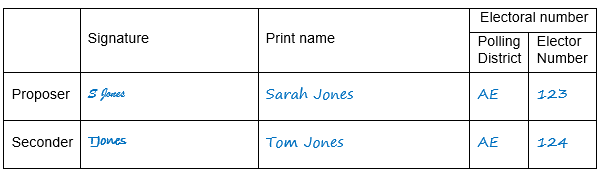 Electoral number
Signature Print name Polling District Elector Number
Proposer S Jones Sarah Jones AE 123
Seconder TJones Tom Jones AE 124